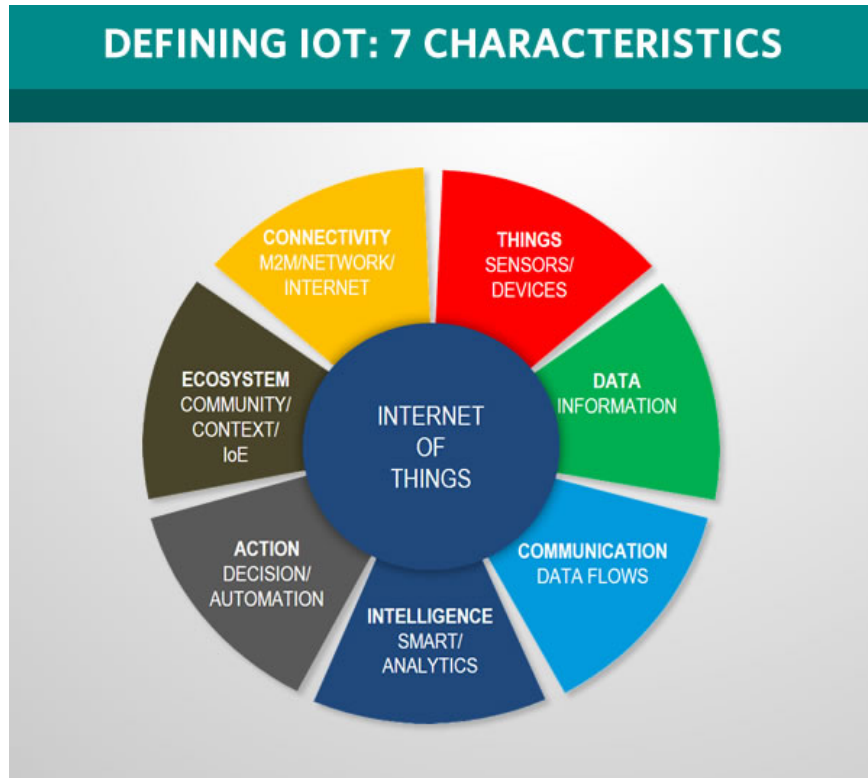 DEFINING IOT: 7 CHARACTERISTICS
CONNECTIVITY
M2M/NETWORK/
INTERNET
THINGS
SENSORS/
DEVICES
DATA
INFORMATION
COMMUNICATION
DATA FLOWS
INTELLIGENCE
SMART/
ANALYTICS
ACTION
DECISION/
AUTOMATION
ECOSYSTEM
COMMUNITY/
CONTEXT/
IoE
INTERNET
OF
THINGS